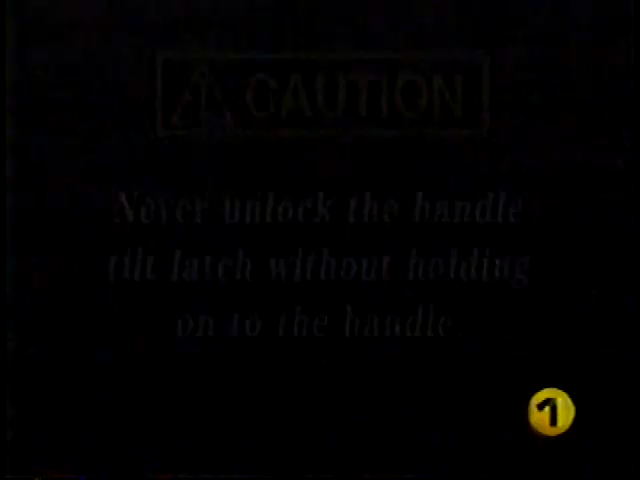 CAUTION
Never unlock the handle
tilt latch without holding
on to the handle.
1